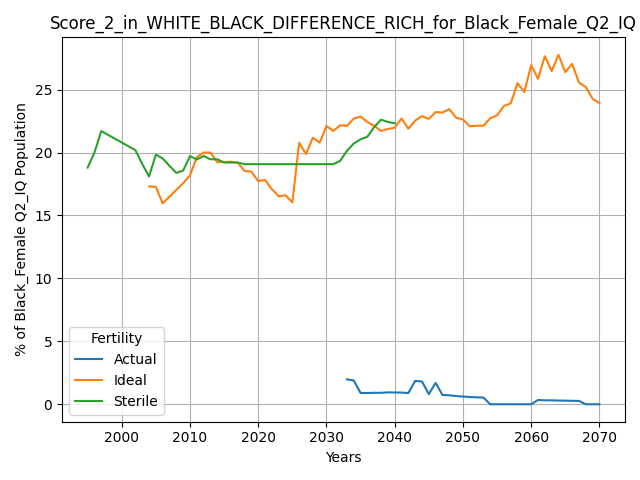 Score_2_in_WHITE_BLACK_DIFFERENCE_RICH_for_Black_Female_Q2_IQ
% of Black_Female Q2_IQ Population
25
20
15
10
5
0
Fertility
Actual
Ideal
Sterile
2000 2010 2020 2030 2040 2050 2060 2070
Years